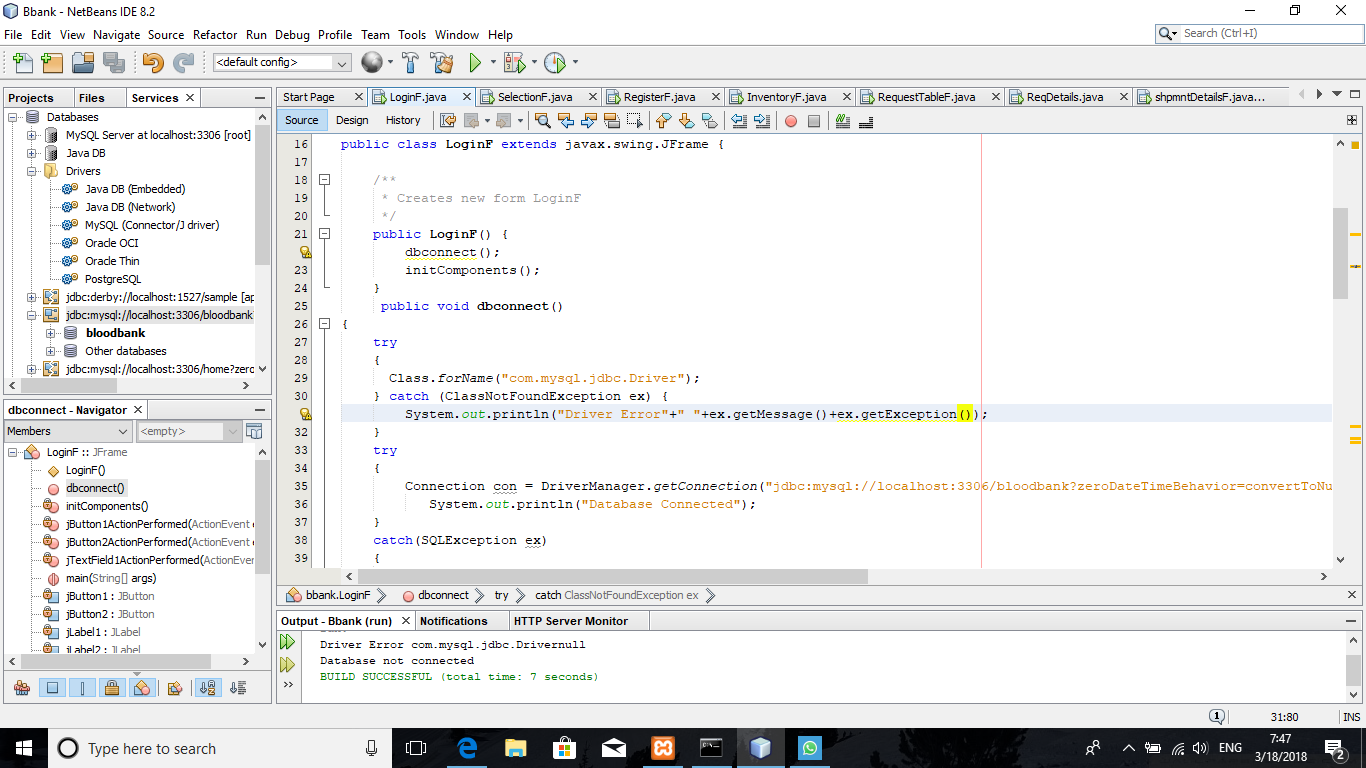 Bbank - NetBeans IDE 8.2
File Edit View Navigate Source Refactor Run Debug Profile Team Tools Window Help
Search (Ctrl+I)
<default config>
Projects Files Services
Databases
MySQL Server at localhost:3306 [root]
Java DB
Drivers
Java DB (Embedded)
Java DB (Network)
MySQL (Connector/J driver)
Oracle OCI
Oracle Thin
PostgreSQL
jdbc:derby://localhost:1527/sample [ap
jdbc:mysql://localhost:3306/bloodbank?
bloodbank
Other databases
jdbc:mysql://localhost:3306/home?zero
dbconnect - Navigator
Members <empty>
LoginF :: JFrame
LoginF()
dbconnect()
initComponents()
jButton1ActionPerformed(ActionEvent e
jButton2ActionPerformed(ActionEvent e
jTextField1ActionPerformed(ActionEven
main(String[] args)
jButton1 : JButton
jButton2 : JButton
jLabel1 : JLabel
jLabel2 : JLabel
Start Page LoginF.java SelectionF.java RegisterF.java InventoryF.java RequestTableF.java ReqDetails.java shpmntDetailsF.java...
Source Design History
16 public class LoginF extends javax.swing.JFrame {
17
18 /**
19 * Creates new form LoginF
20 */
21 public LoginF() {
dbconnect();
23 initComponents();
24 }
25 public void dbconnect()
26 {
27 try
28 {
29 Class.forName("com.mysql.jdbc.Driver");
30 } catch (ClassNotFoundException ex) {
System.out.println("Driver Error"+" "+ex.getMessage()+ex.getException());
32 }
33 try
34 {
35 Connection con = DriverManager.getConnection("jdbc:mysql://localhost:3306/bloodbank?zeroDateTimeBehavior=convertToNu
36 System.out.println("Database Connected");
37 }
38 catch(SQLException ex)
39 {
bbank.LoginF dbconnect try catch ClassNotFoundException ex
Output - Bbank (run) Notifications HTTP Server Monitor
Driver Error com.mysql.jdbc.Drivernull
Database not connected
BUILD SUCCESSFUL (total time: 7 seconds)
1 31:80 INS
Type here to search
ENG
7:47
3/18/2018
2